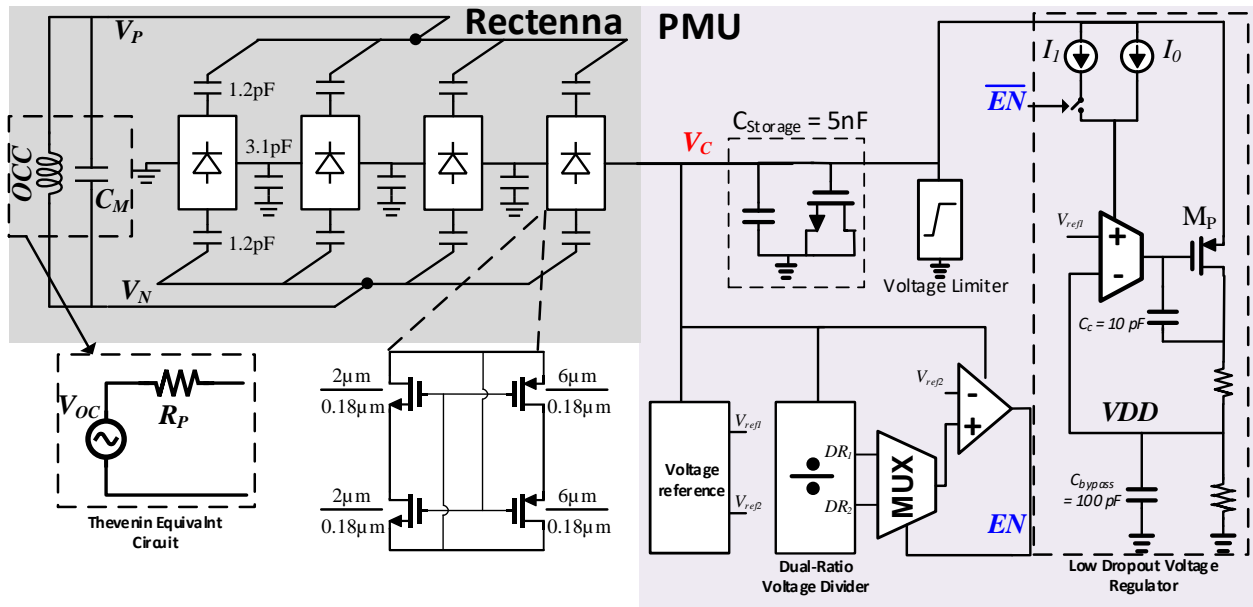 Rectenna
PMU
V_P
1.2pF
3.1pF
OCC
C_M
1.2pF
V_N
V_C
C_Storage = 5nF
Voltage Limiter
I_1
I_0
EN
V_ref1
+
-
M_P
C_c = 10 pF
VDD
C_bypass
= 100 pF
Low Dropout Voltage
Regulator
V_OC
R_P
Thevenin Equivalnt
Circuit
2µm
0.18µm
6µm
0.18µm
2µm
0.18µm
6µm
0.18µm
Voltage
reference
V_ref1
V_ref2
DR_1
DR_2
Dual-Ratio
Voltage Divider
MUX
V_ref2
-
+
EN